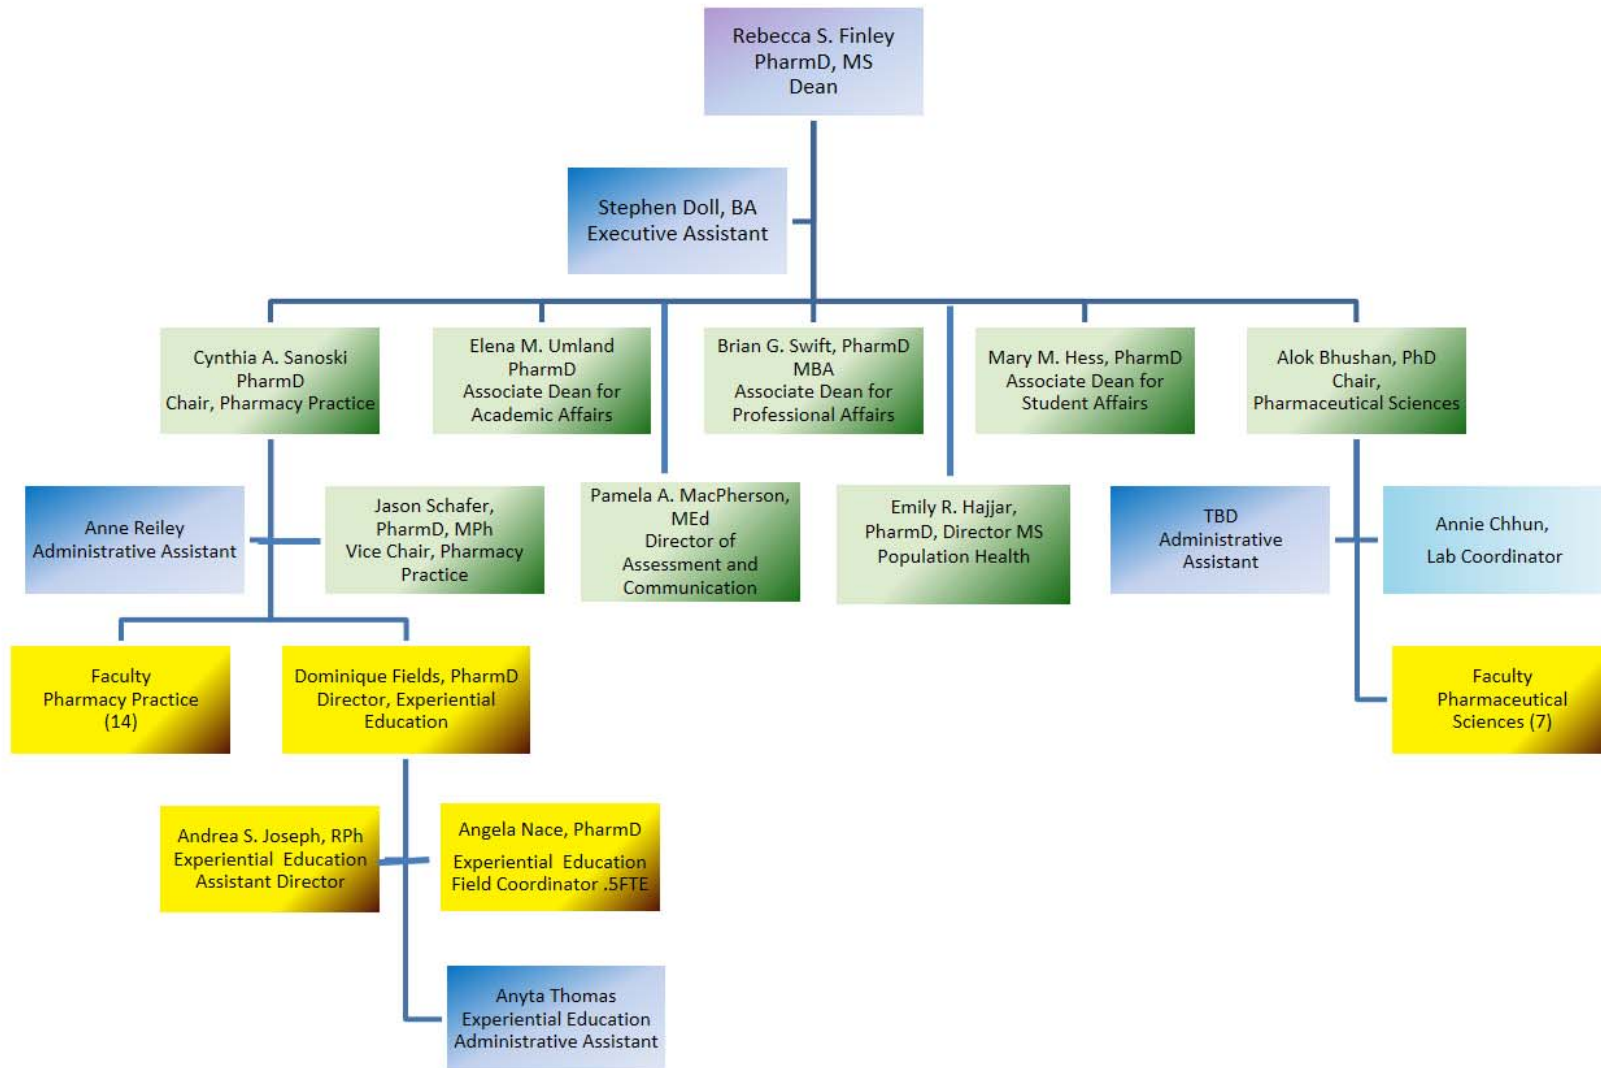 Rebecca S. Finley
PharmD, MS
Dean
Stephen Doll, BA
Executive Assistant
Cynthia A. Sanoski
PharmD
Chair, Pharmacy Practice
Elena M. Umland
PharmD
Associate Dean for
Academic Affairs
Brian G. Swift, PharmD
MBA
Associate Dean for
Professional Affairs
Mary M. Hess, PharmD
Associate Dean for
Student Affairs
Alok Bhushan, PhD
Chair,
Pharmaceutical Sciences
Anne Reiley
Administrative Assistant
Jason Schafer,
PharmD, MPh
Vice Chair, Pharmacy
Practice
Pamela A. MacPherson,
MEd
Director of
Assessment and
Communication
Emily R. Hajjar,
PharmD, Director MS
Population Health
TBD
Administrative
Assistant
Annie Chhun,
Lab Coordinator
Faculty
Pharmacy Practice
(14)
Dominique Fields, PharmD
Director, Experiential
Education
Faculty
Pharmaceutical
Sciences (7)
Andrea S. Joseph, RPh
Experiential Education
Assistant Director
Angela Nace, PharmD
Experiential Education
Field Coordinator .5FTE
Anyta Thomas
Experiential Education
Administrative Assistant